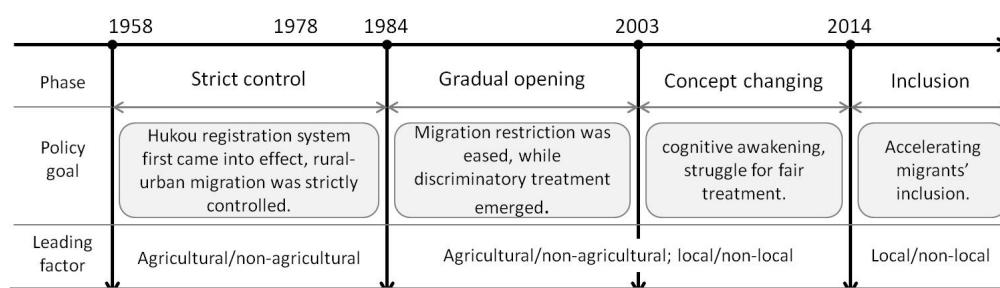 1958 1978 1984 2003 2014
Phase Strict control Gradual opening Concept changing Inclusion
Policy
goal
Hukou registration system
first came into effect, rural-
urban migration was strictly
controlled.
Migration restriction was
eased, while
discriminatory treatment
emerged.
cognitive awakening,
struggle for fair
treatment.
Accelerating
migrants’
inclusion.
Leading
factor
Agricultural/non-agricultural
Agricultural/non-agricultural; local/non-local
Local/non-local